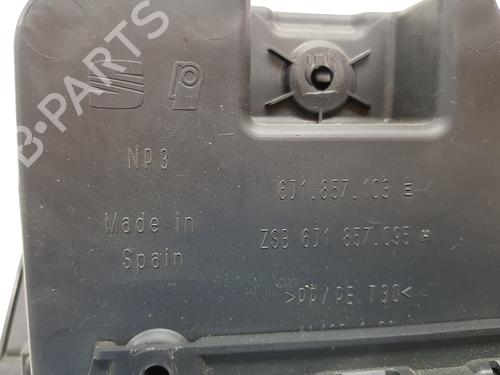 B-PARTS
NP3
6J1.857.103 E
Made in
Spain
ZSB 6J1 857.095
>PP/PE T30<